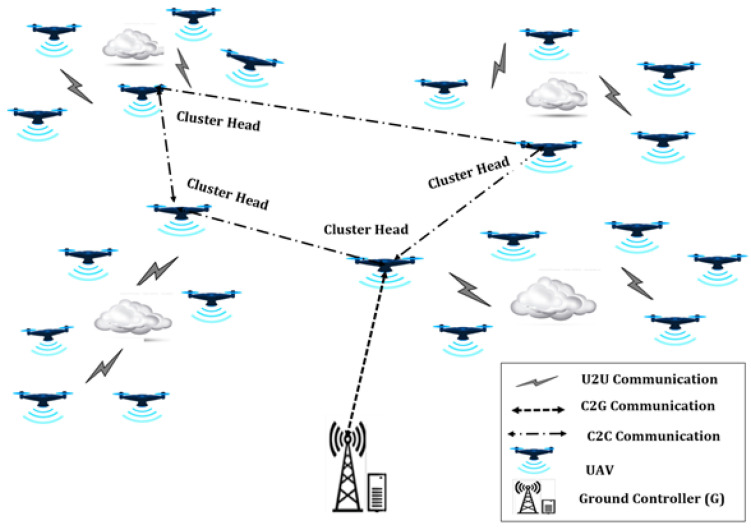 Cluster Head
Cluster Head
Cluster Head
Cluster Head
U2U Communication
C2G Communication
C2C Communication
UAV
Ground Controller (G)